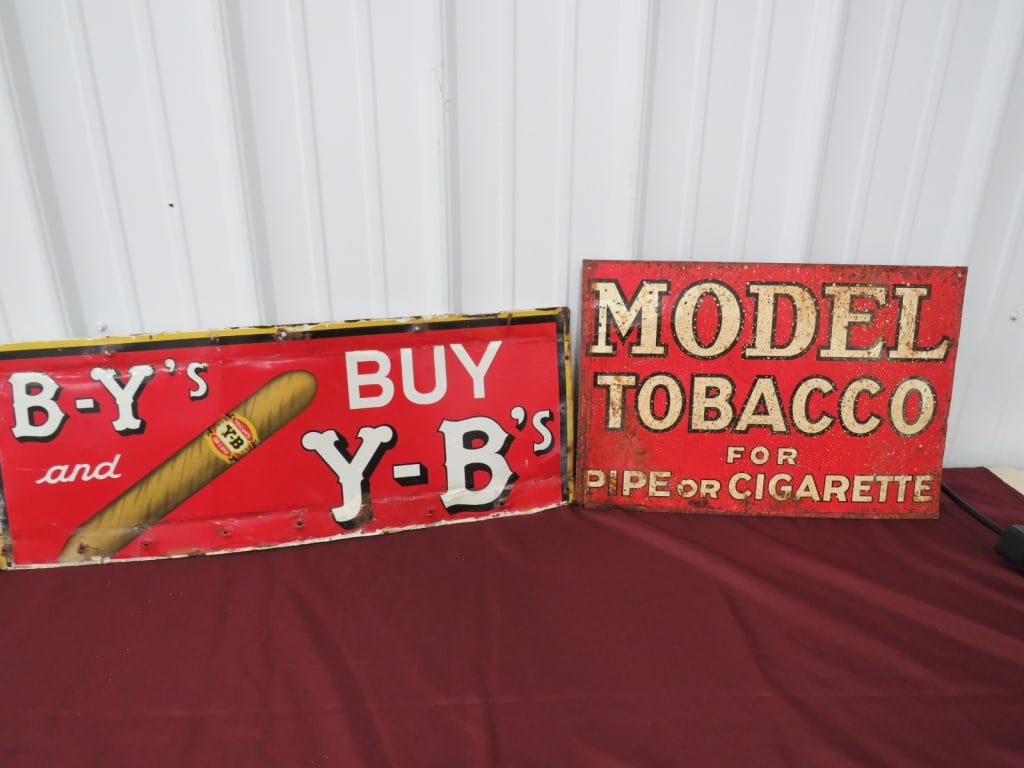 B-Y's
and
Y-B
BUY
Y-B's
MODEL
TOBACCO
FOR
PIPE OR CIGARETTE